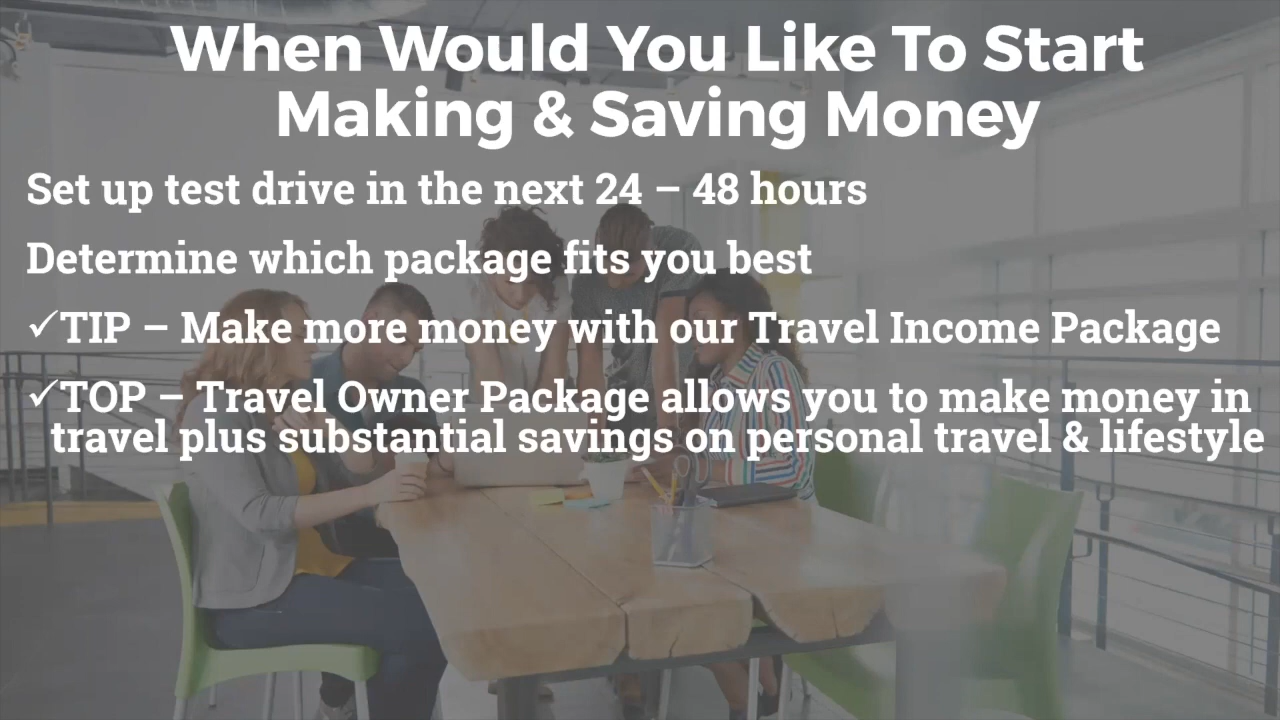 When Would You Like To Start
Making & Saving Money
Set up test drive in the next 24 – 48 hours
Determine which package fits you best
✓TIP – Make more money with our Travel Income Package
✓TOP – Travel Owner Package allows you to make money in
travel plus substantial savings on personal travel & lifestyle